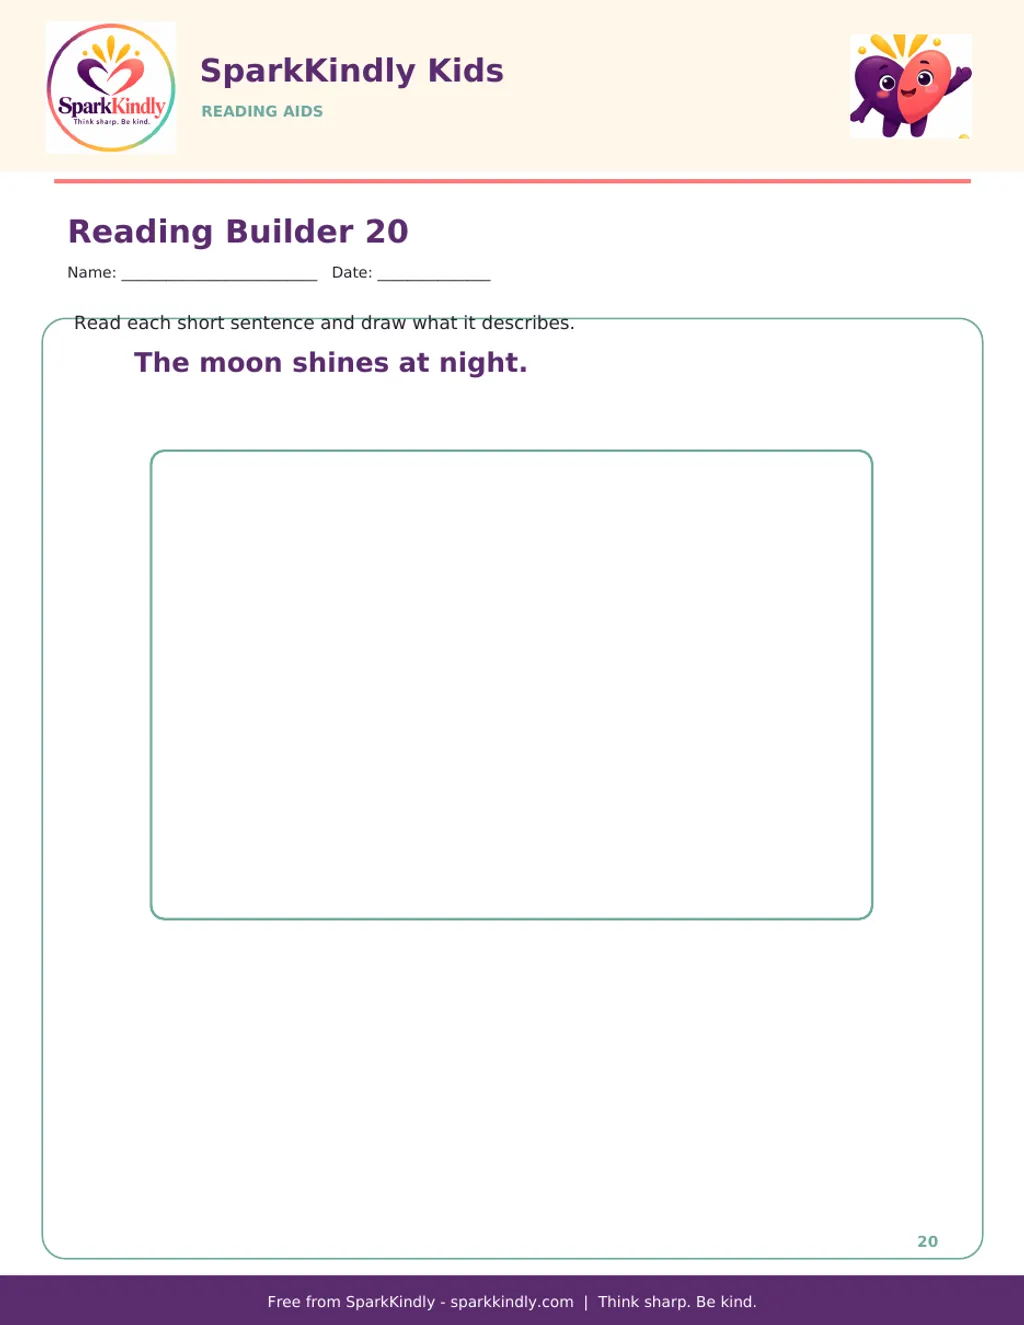 SparkKindly
Think sharp. Be kind.
SparkKindly Kids
READING AIDS
Reading Builder 20
Name: __________________________ Date: _______________
Read each short sentence and draw what it describes.
The moon shines at night.
20
Free from SparkKindly - sparkkindly.com | Think sharp. Be kind.